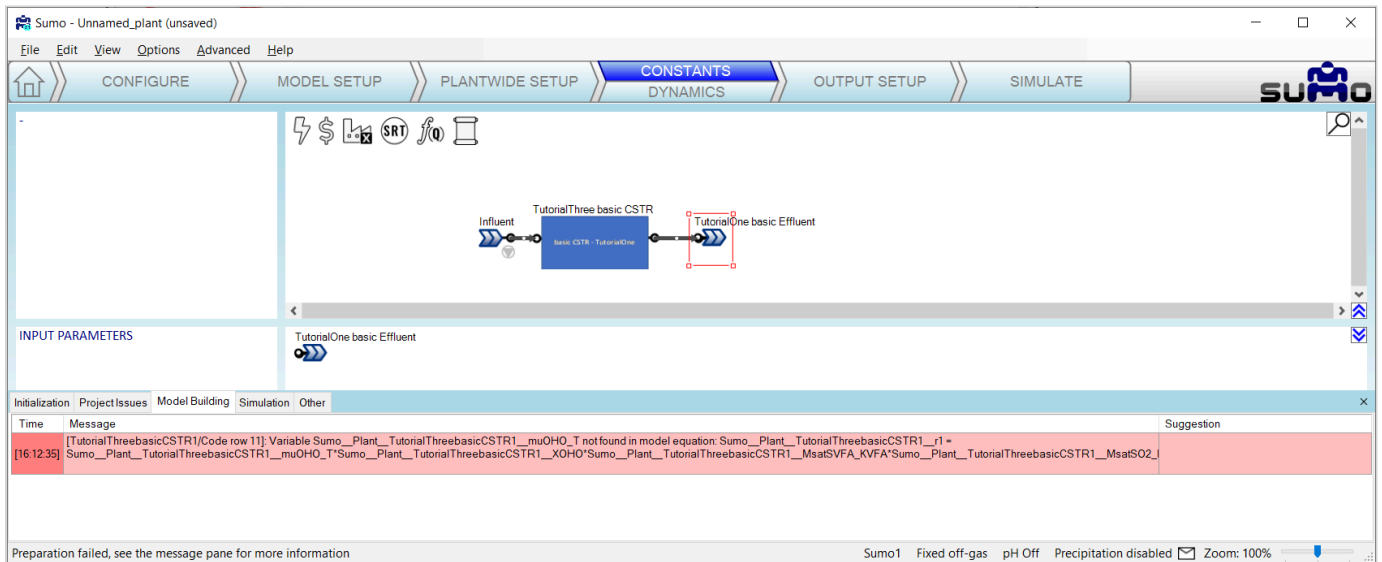 Sumo - Unnamed_plant (unsaved)
File Edit View Options Advanced Help
CONFIGURE MODEL SETUP PLANTWIDE SETUP CONSTANTS DYNAMICS OUTPUT SETUP SIMULATE
sumo
-
SRT f(Q)
TutorialThree basic CSTR
Influent
TutorialOne basic Effluent
basic CSTR - TutorialOne
INPUT PARAMETERS
TutorialOne basic Effluent
Initialization Project Issues Model Building Simulation Other
Time Message Suggestion
[16:12:35] [TutorialThreebasicCSTR1/Code row 11]: Variable Sumo__Plant__TutorialThreebasicCSTR1__muOHO_T not found in model equation: Sumo__Plant__TutorialThreebasicCSTR1__r1 =
Sumo__Plant__TutorialThreebasicCSTR1__muOHO_T*Sumo__Plant__TutorialThreebasicCSTR1__XOHO*Sumo__Plant__TutorialThreebasicCSTR1__MsatSVFA_KVFA*Sumo__Plant__TutorialThreebasicCSTR1__MsatSO2_
Preparation failed, see the message pane for more information
Sumo1 Fixed off-gas pH Off Precipitation disabled Zoom: 100%